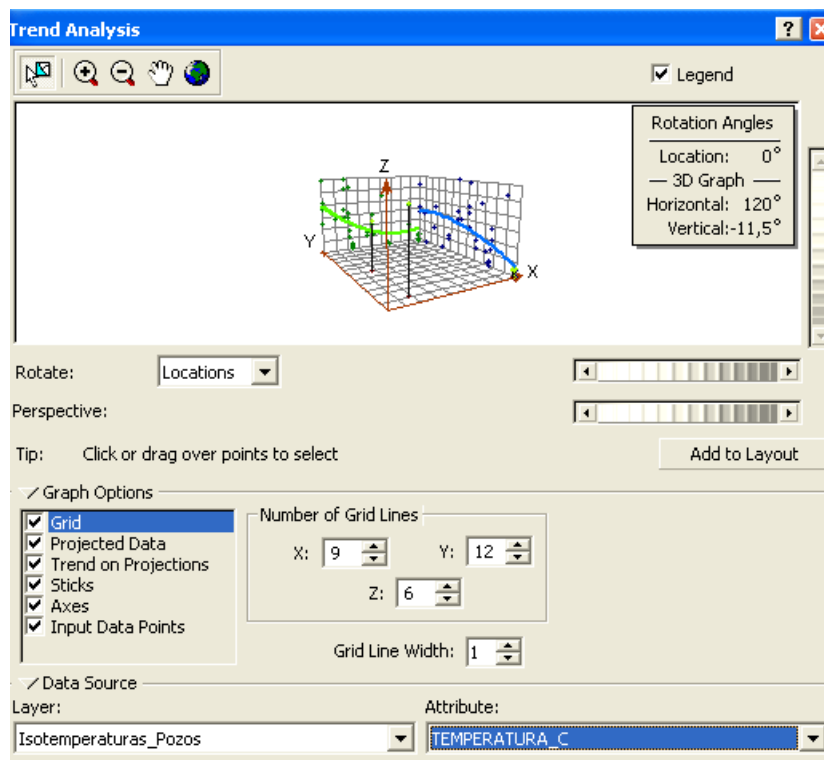 Trend Analysis
Legend
Rotation Angles
Location: 0°
3D Graph
Horizontal: 120°
Vertical:-11,5°
Z
Y
X
Rotate: Locations
Perspective:
Tip: Click or drag over points to select
Add to Layout
Graph Options
Grid
Projected Data
Trend on Projections
Sticks
Axes
Input Data Points
Number of Grid Lines
X: 9 Y: 12
Z: 6
Grid Line Width: 1
Data Source
Layer: Attribute:
Isotemperaturas_Pozos TEMPERATURA_C